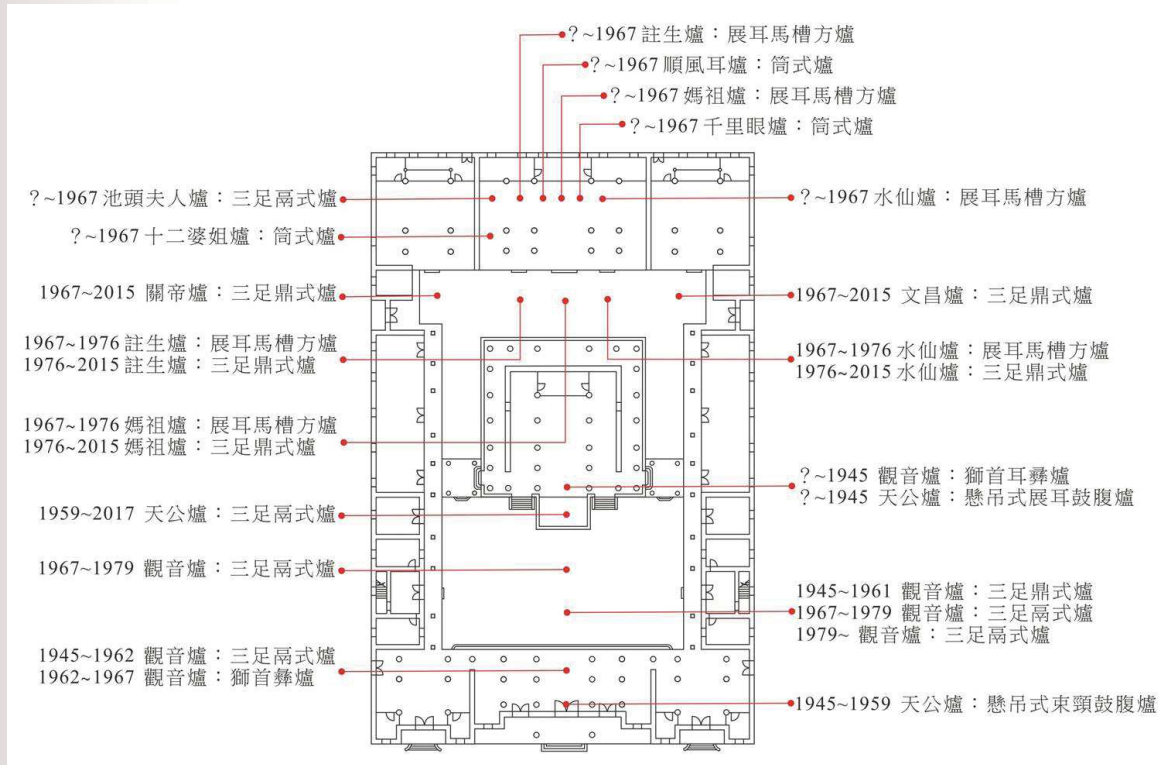 ?~1967 註生爐：展耳馬槽方爐
?~1967 順風耳爐：筒式爐
?~1967 媽祖爐：展耳馬槽方爐
?~1967 千里眼爐：筒式爐
?~1967 池頭夫人爐：三足鬲式爐
?~1967 水仙爐：展耳馬槽方爐
?~1967 十二婆姐爐：筒式爐
1967~2015 關帝爐：三足鼎式爐
1967~2015 文昌爐：三足鼎式爐
1967~1976 註生爐：展耳馬槽方爐
1976~2015 註生爐：三足鼎式爐
1967~1976 水仙爐：展耳馬槽方爐
1976~2015 水仙爐：三足鼎式爐
1967~1976 媽祖爐：展耳馬槽方爐
1976~2015 媽祖爐：三足鼎式爐
?~1945 觀音爐：獅首耳彝爐
?~1945 天公爐：懸吊式展耳鼓腹爐
1959~2017 天公爐：三足鬲式爐
1967~1979 觀音爐：三足鬲式爐
1945~1961 觀音爐：三足鼎式爐
1967~1979 觀音爐：三足鬲式爐
1979~ 觀音爐：三足鬲式爐
1945~1962 觀音爐：三足鬲式爐
1962~1967 觀音爐：獅首彝爐
1945~1959 天公爐：懸吊式束頸鼓腹爐